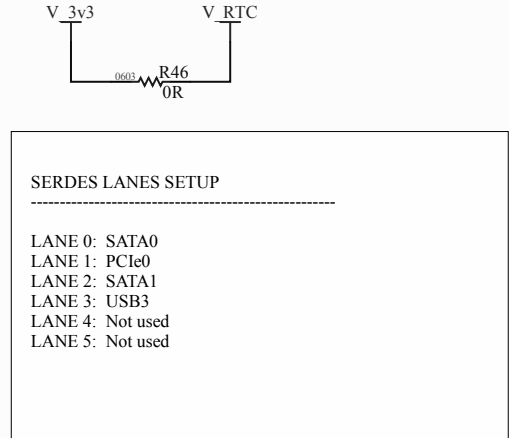 V_3v3 V_RTC
0603 R46
0R
SERDES LANES SETUP
-----------------------------------------------------
LANE 0: SATA0
LANE 1: PCIe0
LANE 2: SATA1
LANE 3: USB3
LANE 4: Not used
LANE 5: Not used